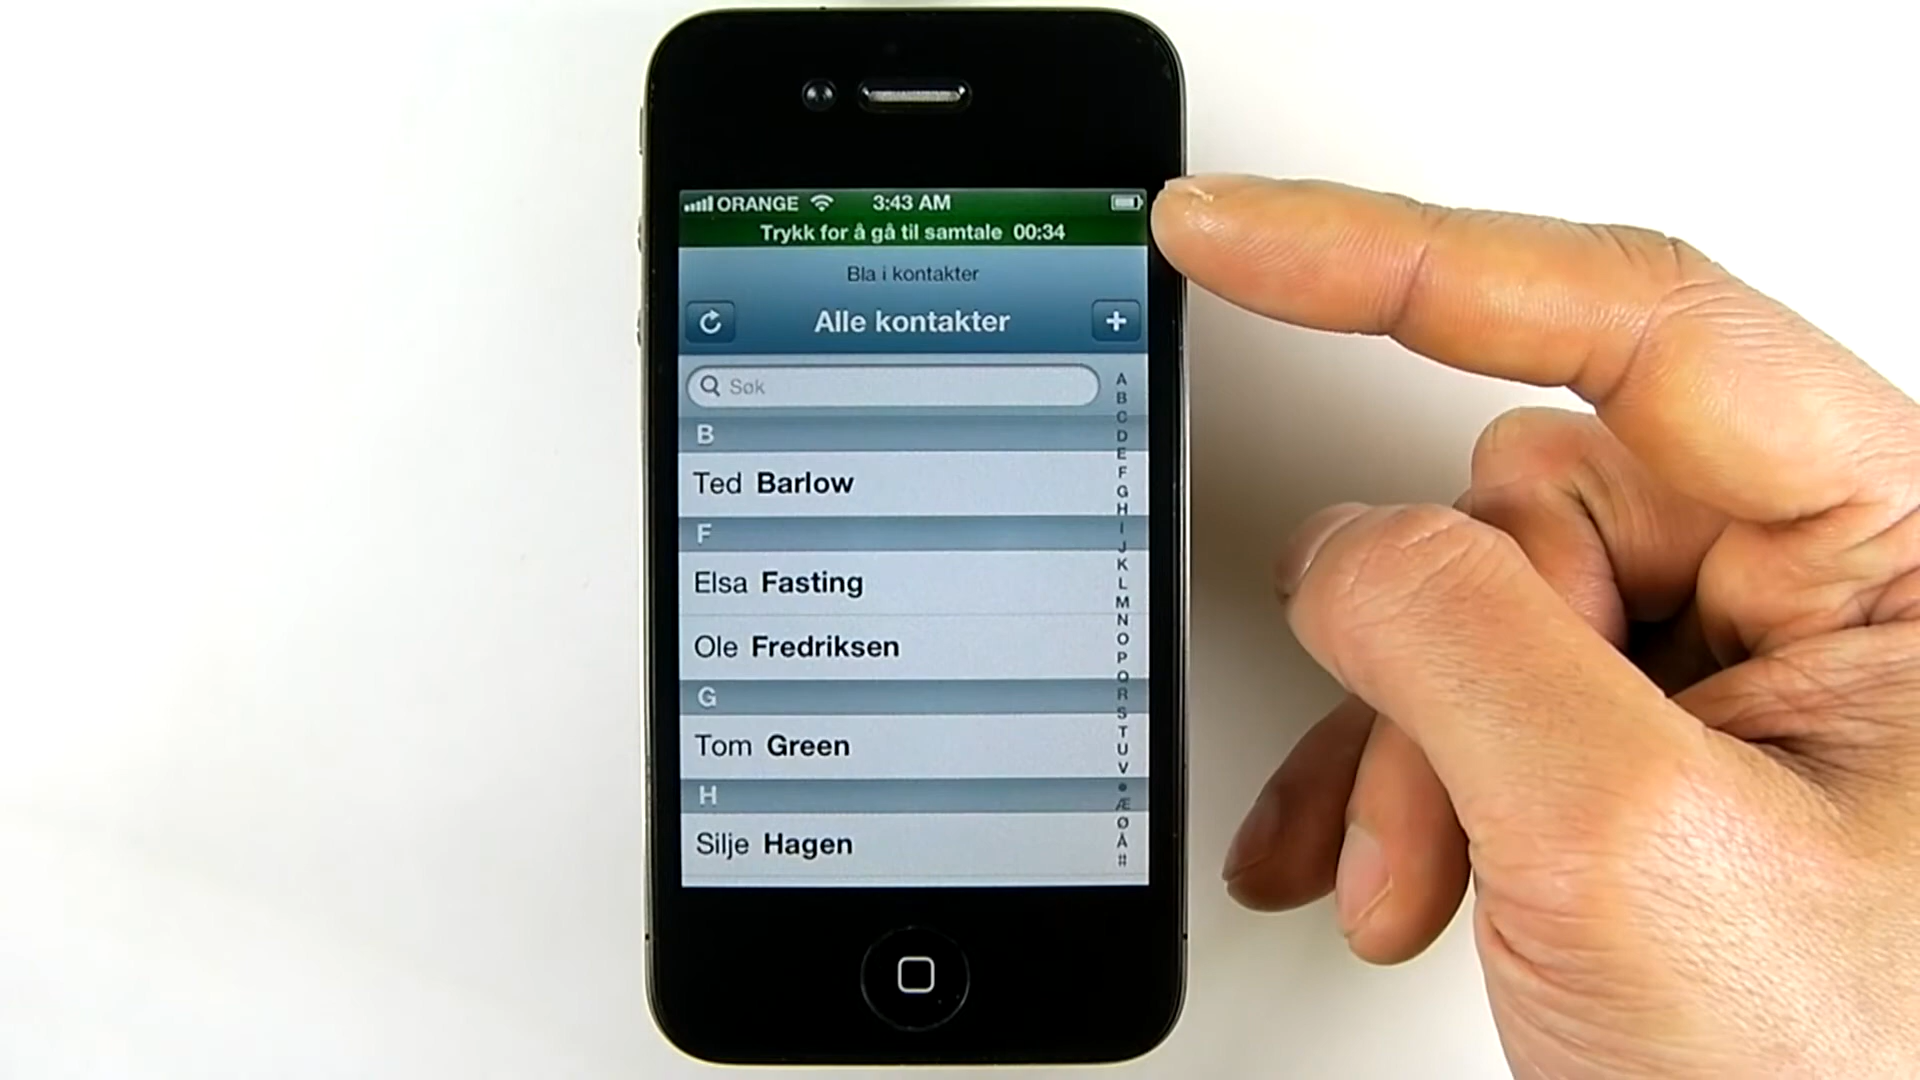 ORANGE 3:43 AM
Trykk for å gå til samtale 00:34
Bla i kontakter
Alle kontakter
+
Søk
B
Ted Barlow
F
Elsa Fasting
Ole Fredriksen
G
Tom Green
H
Silje Hagen
A
B
C
D
E
F
G
H
I
J
K
L
M
N
O
P
Q
R
S
T
U
V
•
Æ
Ø
Å
#